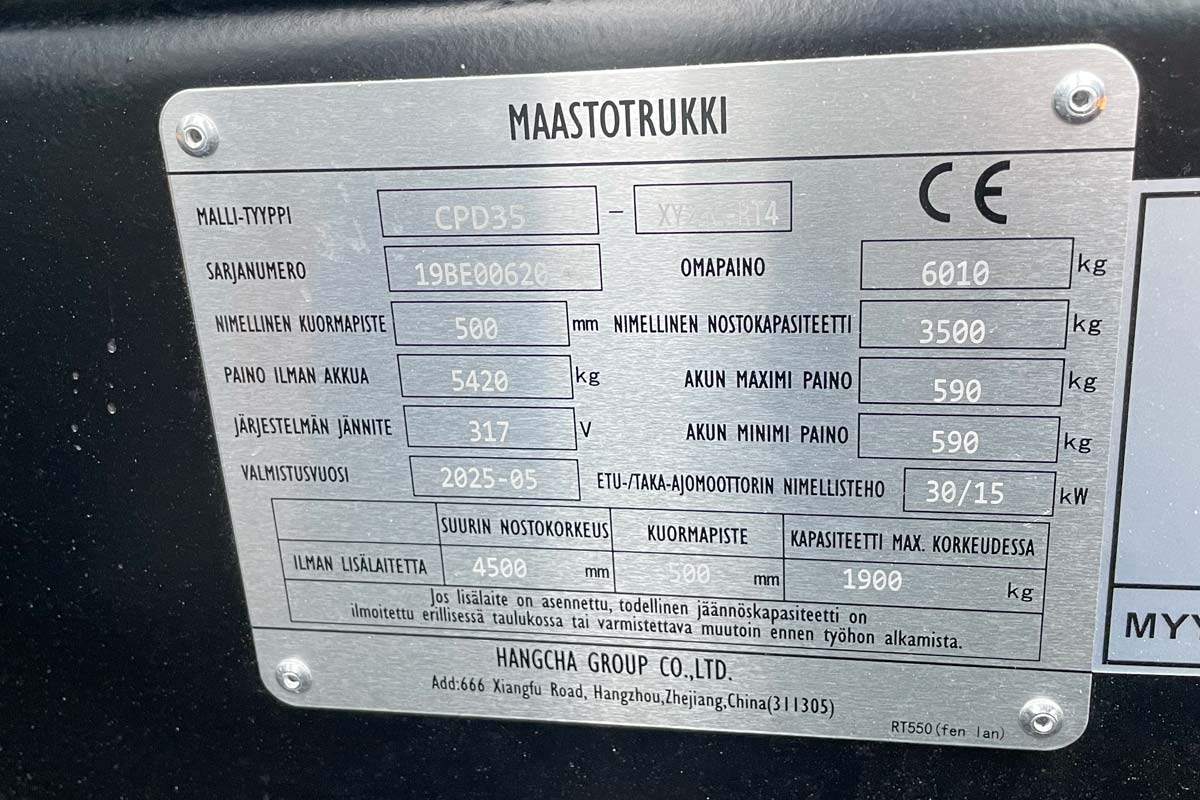 MAASTOTRUKKI
CE
MALLI-TYYPPI CPD35 -
SARJANUMERO 19BE00620 OMAPAINO 6010 kg
NIMELLINEN KUORMAPISTE 500 mm NIMELLINEN NOSTOKAPASITEETTI 3500 kg
PAINO ILMAN AKKUA 5420 kg AKUN MAXIMI PAINO 590 kg
JÄRJESTELMÄN JÄNNITE 317 V AKUN MINIMI PAINO 590 kg
VALMISTUSVUOSI 2025-05 ETU-/TAKA-AJOMOOTTORIN NIMELLISTEHO 30/15 kW
SUURIN NOSTOKORKEUS KUORMAPISTE KAPASITEETTI MAX. KORKEUDESSA
ILMAN LISÄLAITETTA 4500 mm 500 mm 1900 kg
Jos lisälaite on asennettu, todellinen jäännöskapasiteetti on
ilmoitettu erillisessä taulukossa tai varmistettava muutoin ennen työhon alkamista.
HANGCHA GROUP CO.,LTD.
Add:666 Xiangfu Road, Hangzhou,Zhejiang,China(311305)
RT550(fen lan)
MYY